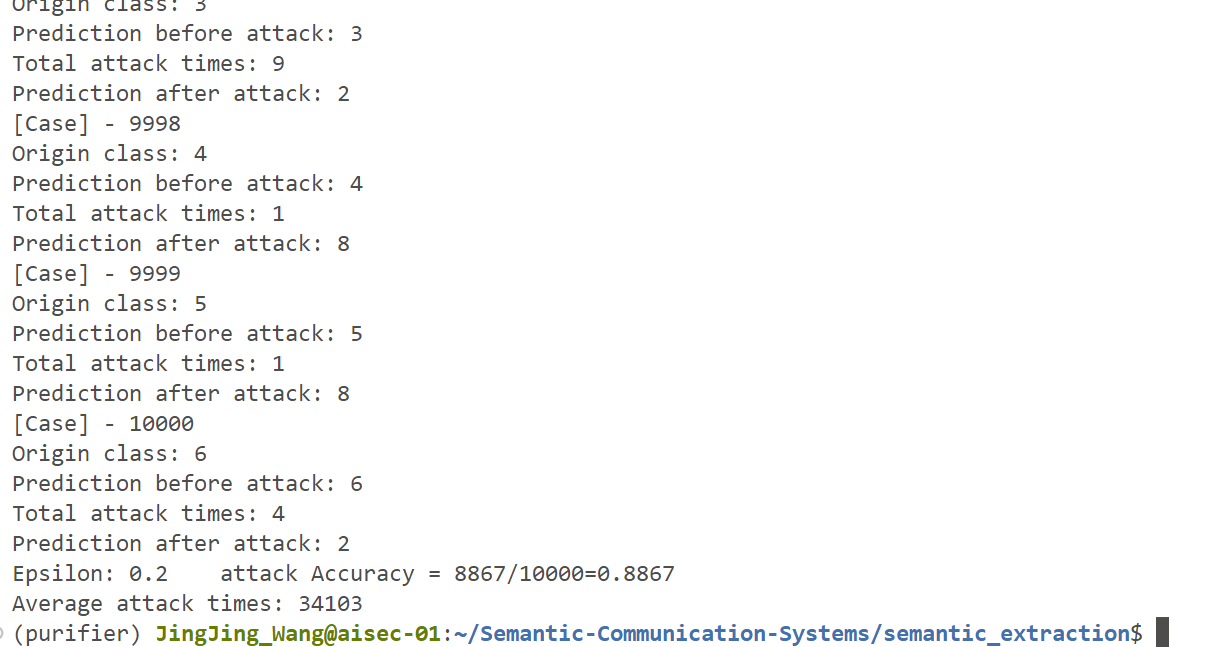 Origin class: 3
Prediction before attack: 3
Total attack times: 9
Prediction after attack: 2
[Case] - 9998
Origin class: 4
Prediction before attack: 4
Total attack times: 1
Prediction after attack: 8
[Case] - 9999
Origin class: 5
Prediction before attack: 5
Total attack times: 1
Prediction after attack: 8
[Case] - 10000
Origin class: 6
Prediction before attack: 6
Total attack times: 4
Prediction after attack: 2
Epsilon: 0.2    attack Accuracy = 8867/10000=0.8867
Average attack times: 34103
(purifier) JingJing_Wang@aisec-01:~/Semantic-Communication-Systems/semantic_extraction$